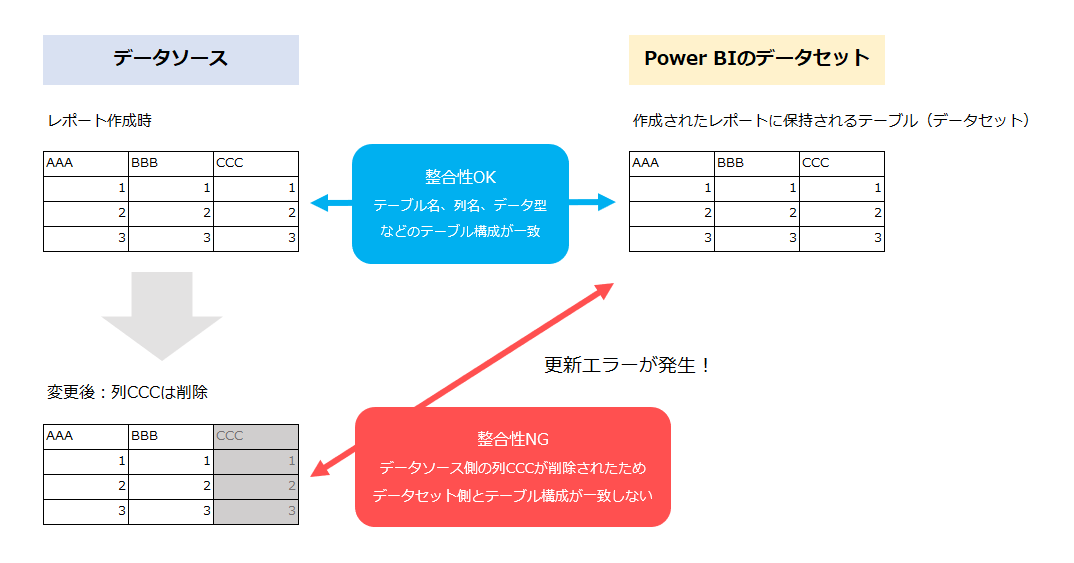 データソース
Power BIのデータセット
レポート作成時
作成されたレポートに保持されるテーブル（データセット）
AAA BBB CCC
1 1 1
2 2 2
3 3 3
整合性OK
テーブル名、列名、データ型
などのテーブル構成が一致
AAA BBB CCC
1 1 1
2 2 2
3 3 3
更新エラーが発生！
変更後：列CCCは削除
AAA BBB CCC
1 1 1
2 2 2
3 3 3
整合性NG
データソース側の列CCCが削除されたため
データセット側とテーブル構成が一致しない